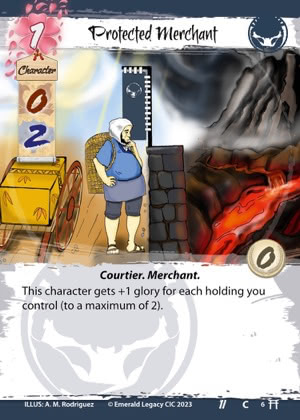 Protected Merchant
1
Character
0
2
0
Courtier. Merchant.
This character gets +1 glory for each holding you
control (to a maximum of 2).
ILLUS: A. M. Rodriguez © Emerald Legacy CIC 2023 C 6